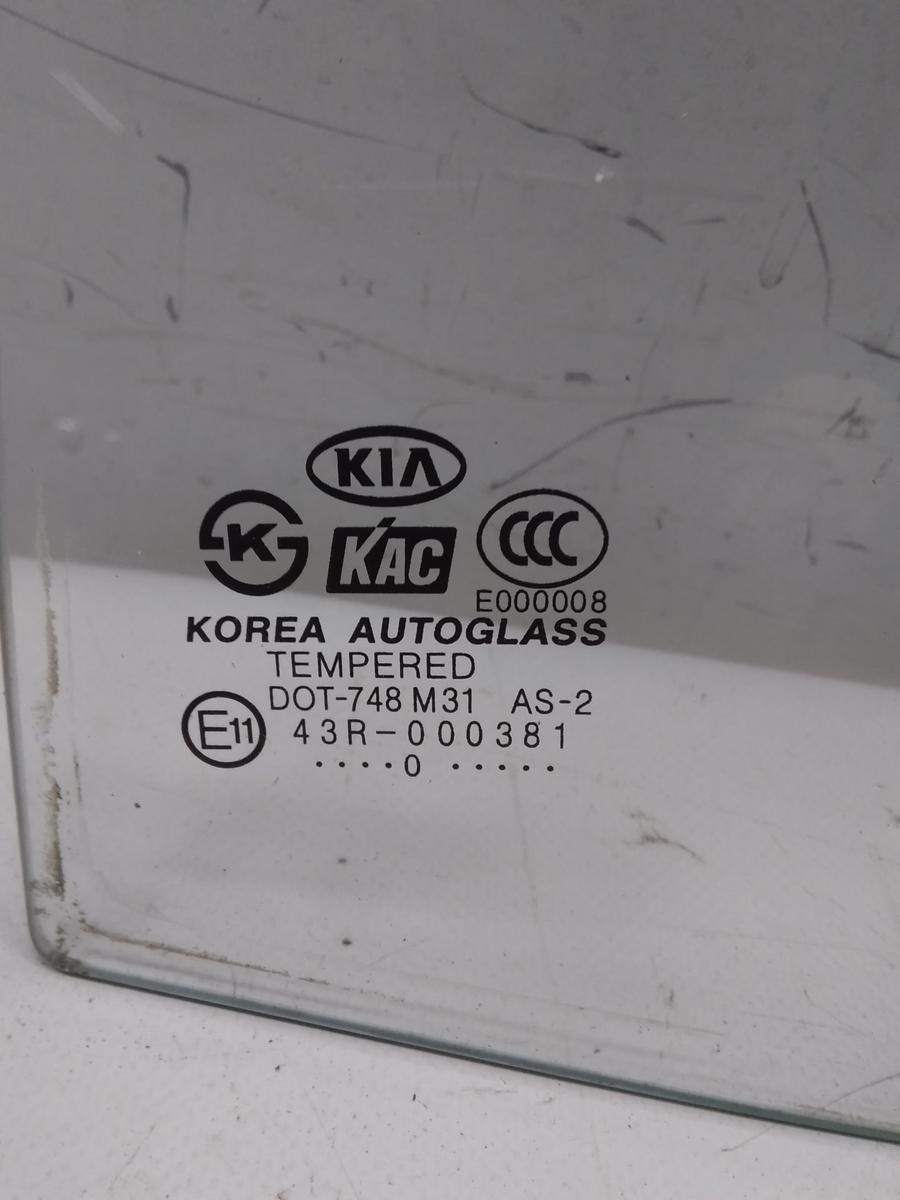 KIA
K KAC CCC
E000008
KOREA AUTOGLASS
TEMPERED
DOT-748 M31 AS-2
E11 43R-000381
····0 ·····